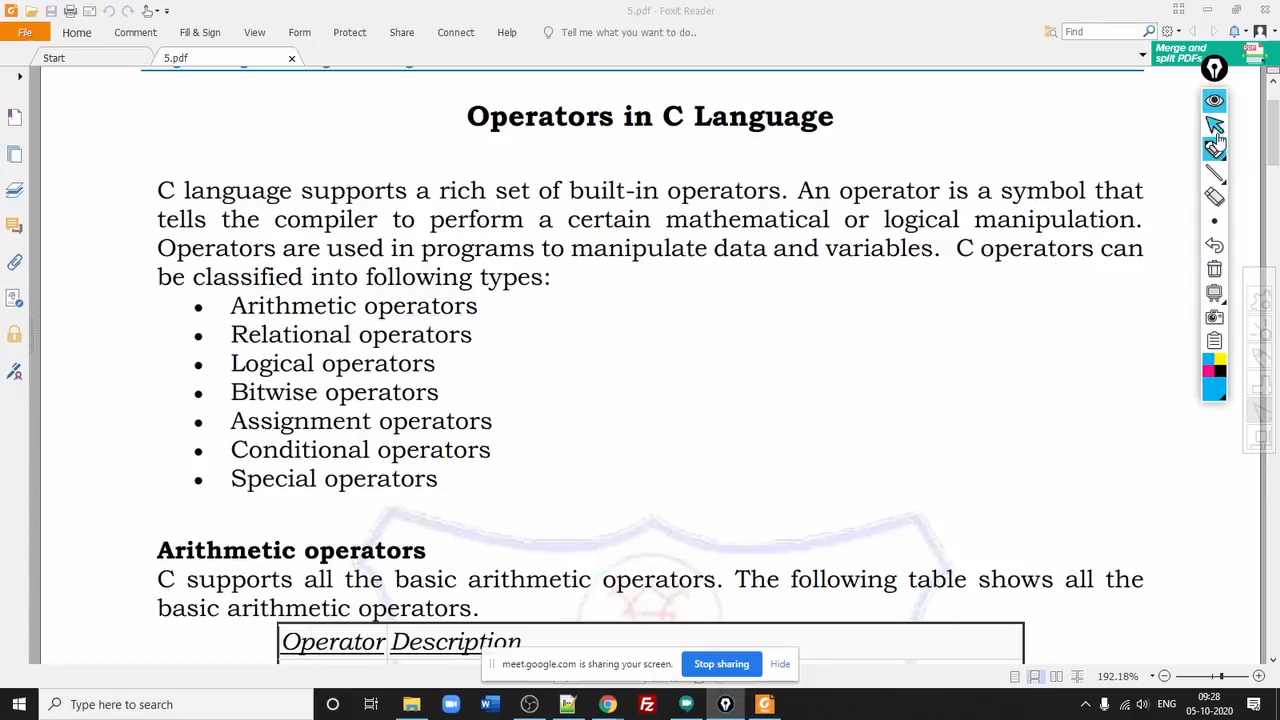 5.pdf - Foxit Reader
File Home Comment Fill & Sign View Form Protect Share Connect Help Tell me what you want to do.. Find
Start 5.pdf
Merge and
split PDFs
Operators in C Language
C language supports a rich set of built-in operators. An operator is a symbol that
tells the compiler to perform a certain mathematical or logical manipulation.
Operators are used in programs to manipulate data and variables. C operators can
be classified into following types:
• Arithmetic operators
• Relational operators
• Logical operators
• Bitwise operators
• Assignment operators
• Conditional operators
• Special operators
Arithmetic operators
C supports all the basic arithmetic operators. The following table shows all the
basic arithmetic operators.
Operator Description
meet.google.com is sharing your screen. Stop sharing Hide
192.18%
Type here to search
ENG
09:28
05-10-2020